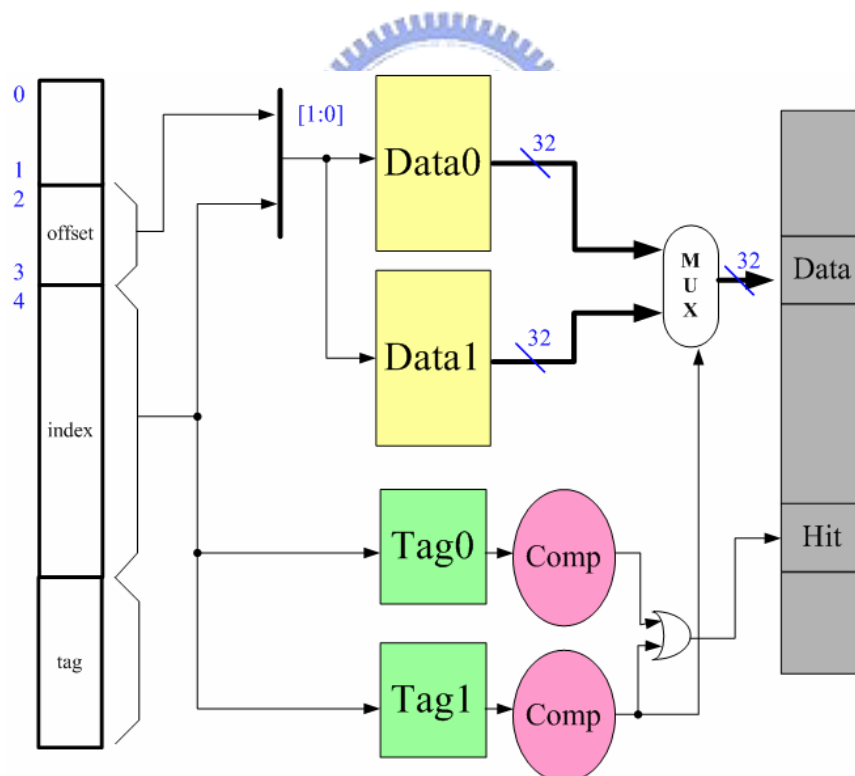 0
1
2
offset
3
4
index
tag
[1:0]
Data0
32
Data1
32
MUX
32
Data
Tag0
Comp
Hit
Tag1
Comp